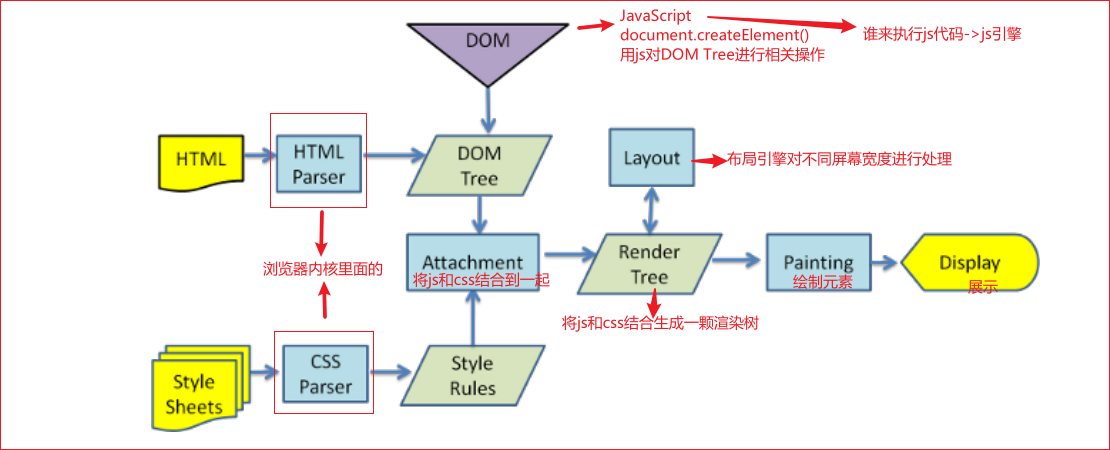 DOM
JavaScript
document.createElement()
用js对DOM Tree进行相关操作
谁来执行js代码->js引擎
HTML
HTML
Parser
DOM
Tree
Layout
布局引擎对不同屏幕宽度进行处理
浏览器内核里面的
Attachment
将js和css结合到一起
Render
Tree
将js和css结合生成一颗渲染树
Painting
绘制元素
Display
展示
Style
Sheets
CSS
Parser
Style
Rules